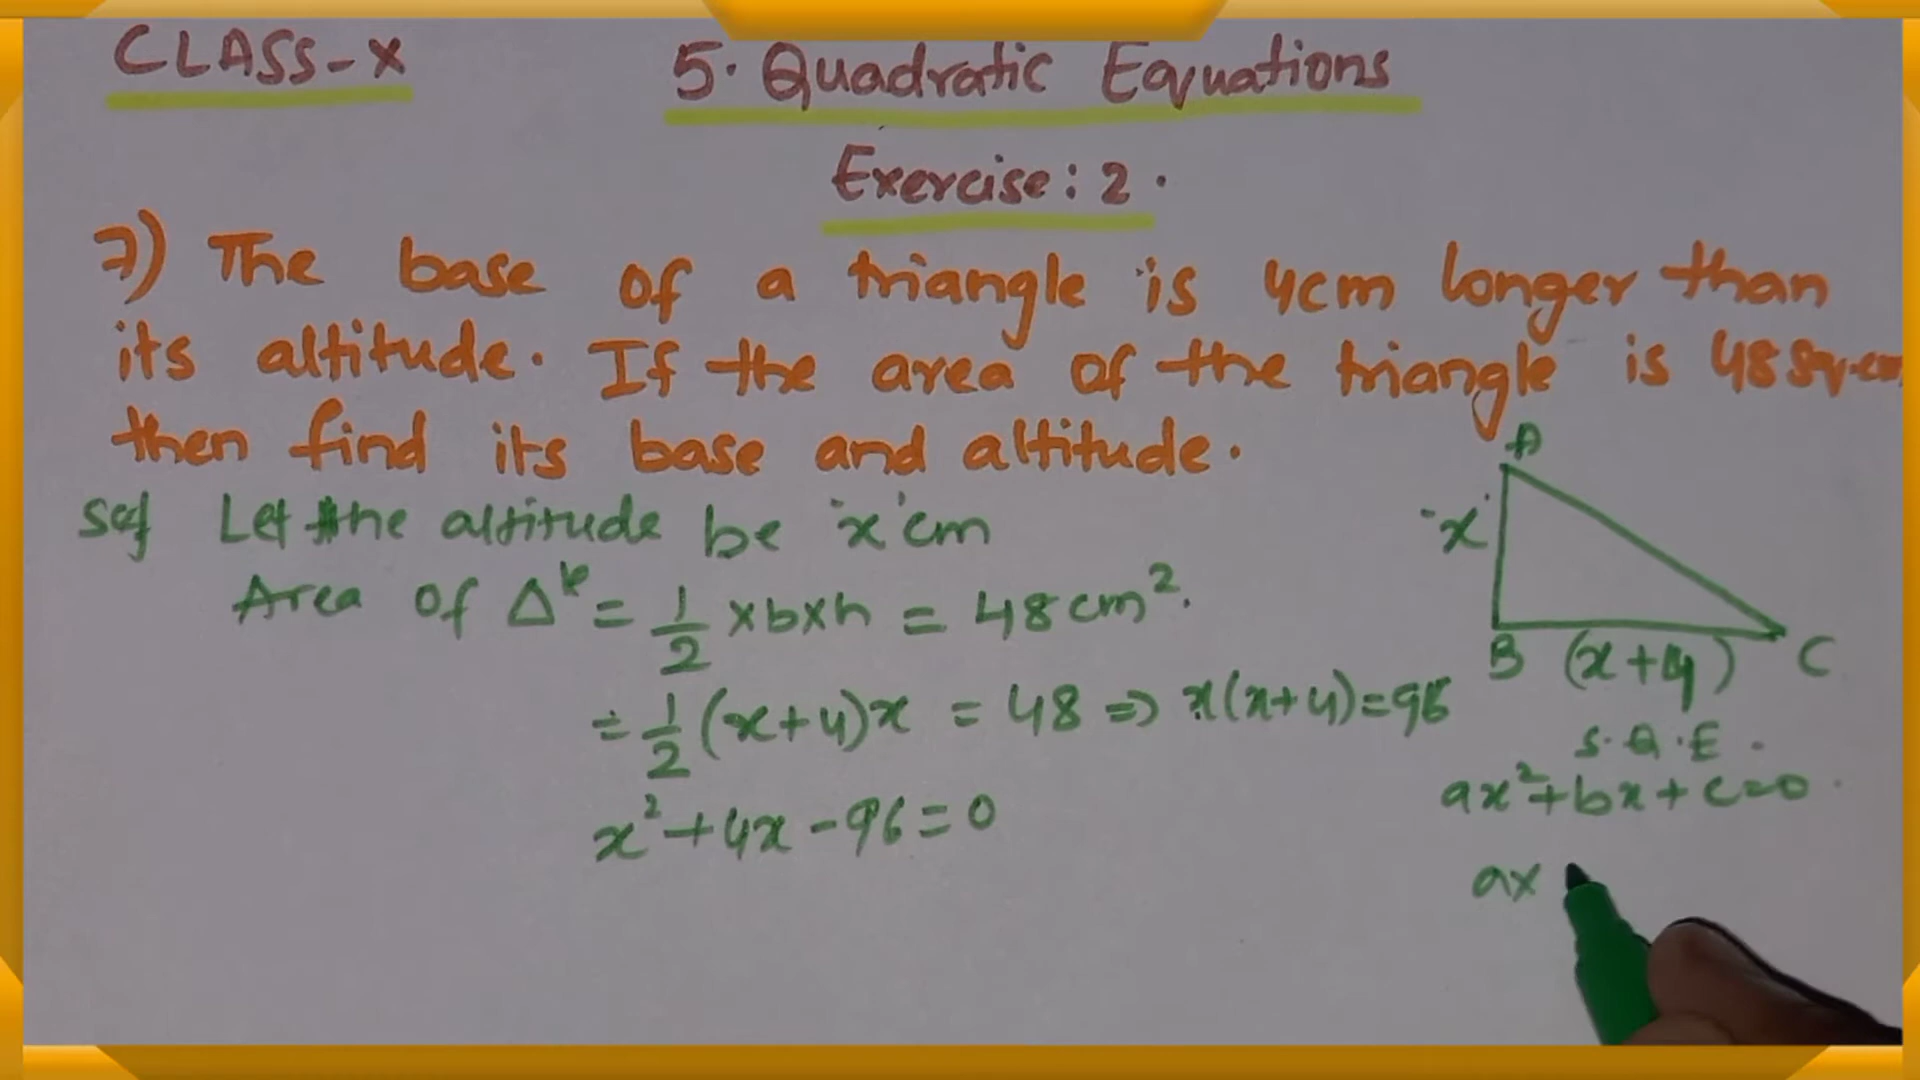 CLASS-X
5. Quadratic Equations
Exercise: 2.
7) The base of a triangle is 4cm longer than
its altitude. If the area of the triangle is 48 sq.cm
then find its base and altitude.
Sol Let the altitude be 'x' cm
Area of Δle = 1/2 × b × h = 48 cm².
= 1/2 (x+4)x = 48 ⇒ x(x+4)=96
x²+4x-96=0
A
'x'
B (x+4) C
S.Q.E.
ax²+bx+c=0.
ax